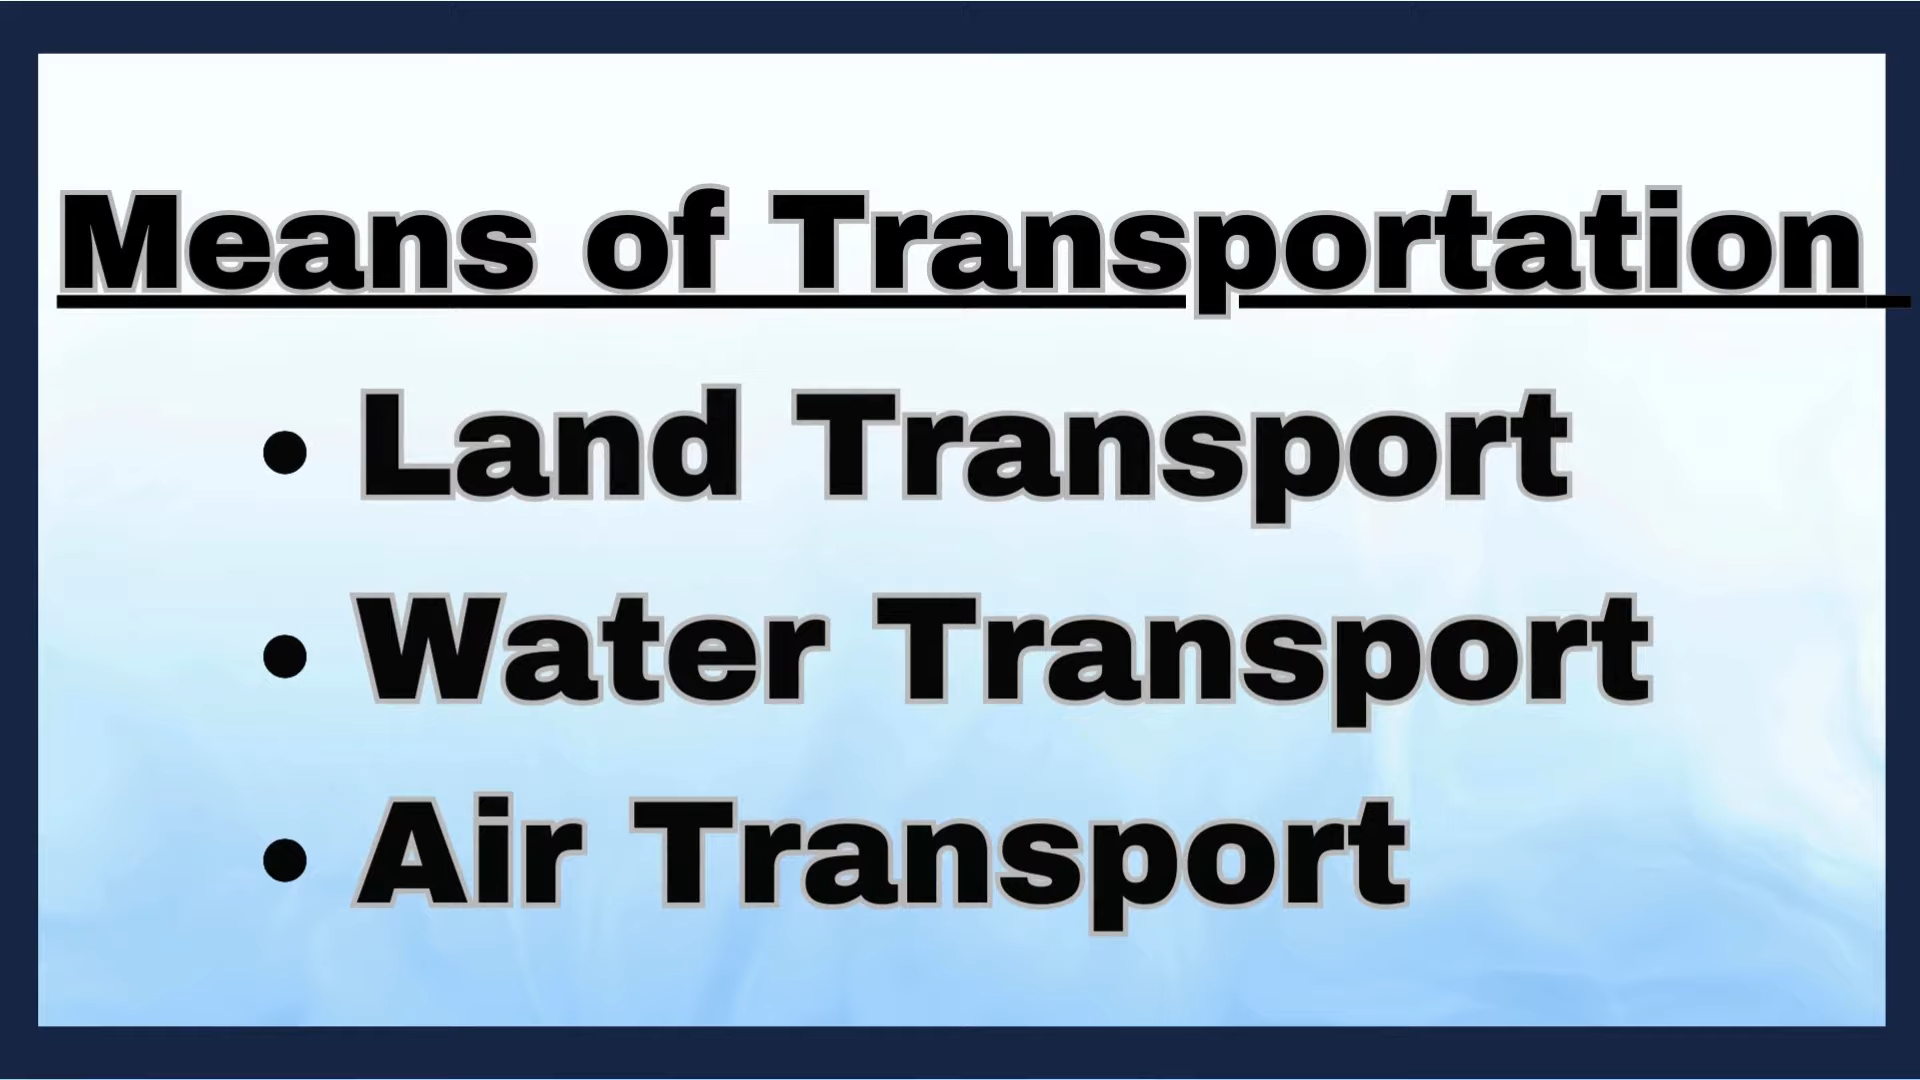 Means of Transportation
• Land Transport
• Water Transport
• Air Transport